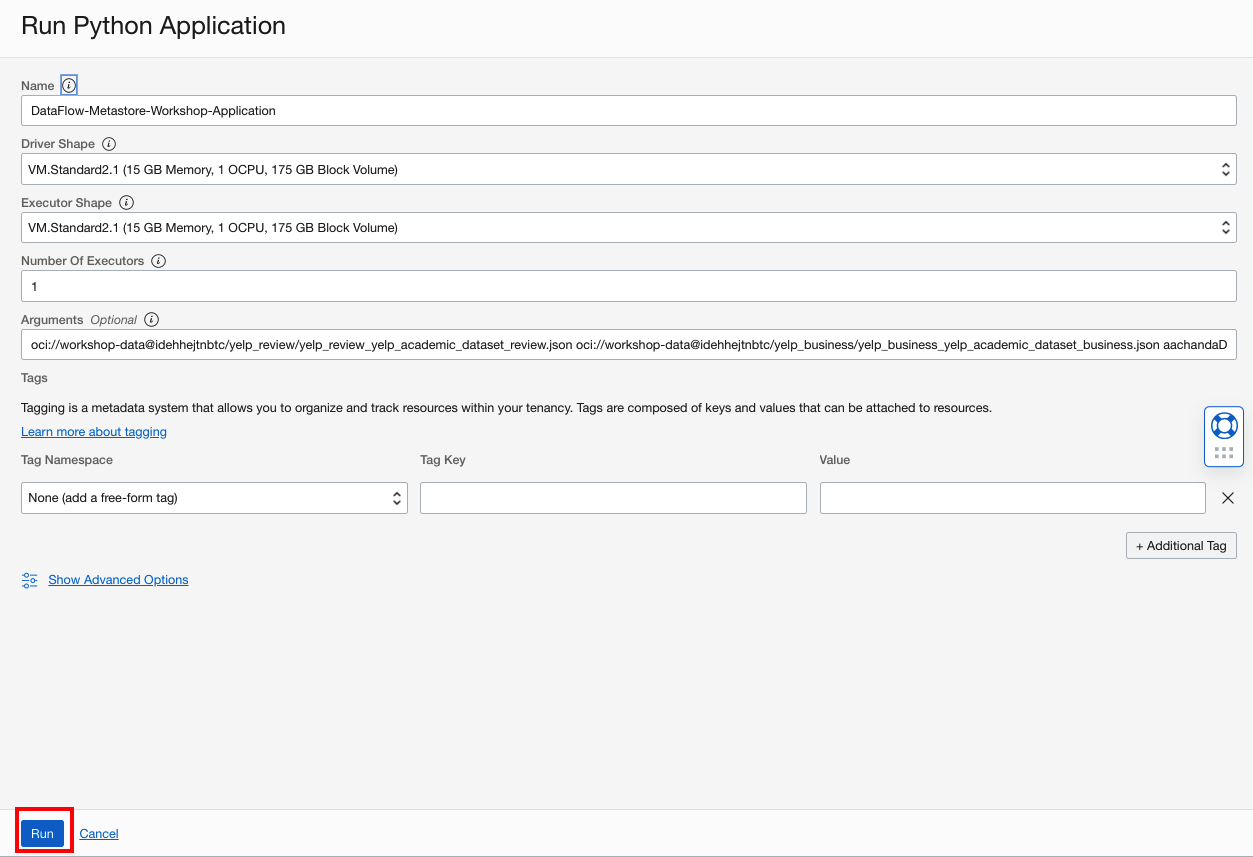 Run Python Application
Name
DataFlow-Metastore-Workshop-Application
Driver Shape
VM.Standard2.1 (15 GB Memory, 1 OCPU, 175 GB Block Volume)
Executor Shape
VM.Standard2.1 (15 GB Memory, 1 OCPU, 175 GB Block Volume)
Number Of Executors
1
Arguments Optional
oci://workshop-data@idehhejtnbtc/yelp_review/yelp_review_yelp_academic_dataset_review.json oci://workshop-data@idehhejtnbtc/yelp_business/yelp_business_yelp_academic_dataset_business.json aachandaD
Tags
Tagging is a metadata system that allows you to organize and track resources within your tenancy. Tags are composed of keys and values that can be attached to resources.
Learn more about tagging
Tag Namespace Tag Key Value
None (add a free-form tag)
+ Additional Tag
Show Advanced Options
Run Cancel